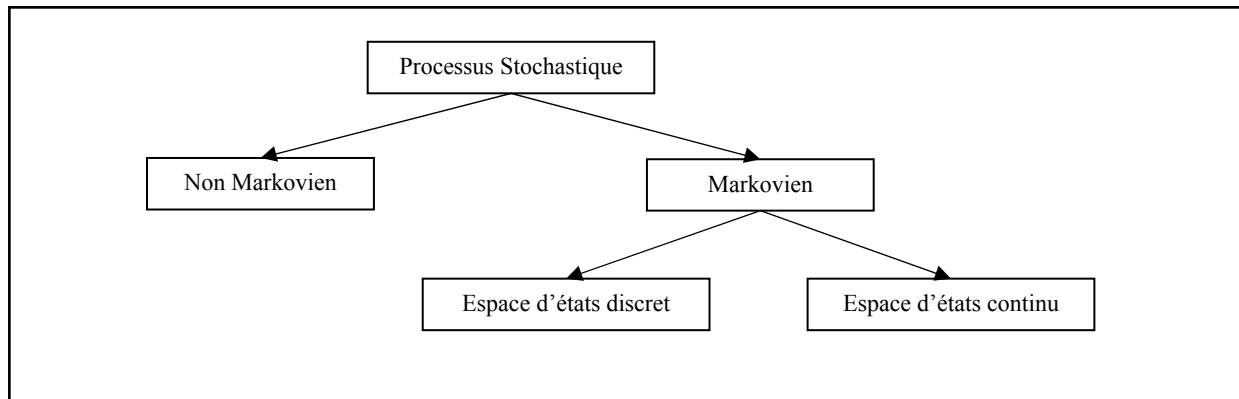 Processus Stochastique
Non Markovien
Markovien
Espace d’états discret
Espace d’états continu